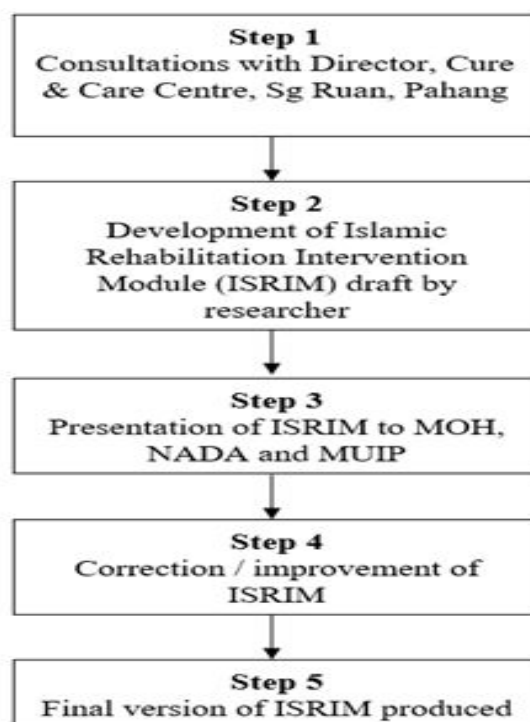 Step 1
Consultations with Director, Cure
& Care Centre, Sg Ruan, Pahang
Step 2
Development of Islamic
Rehabilitation Intervention
Module (ISRIM) draft by
researcher
Step 3
Presentation of ISRIM to MOH,
NADA and MUIP
Step 4
Correction / improvement of
ISRIM
Step 5
Final version of ISRIM produced